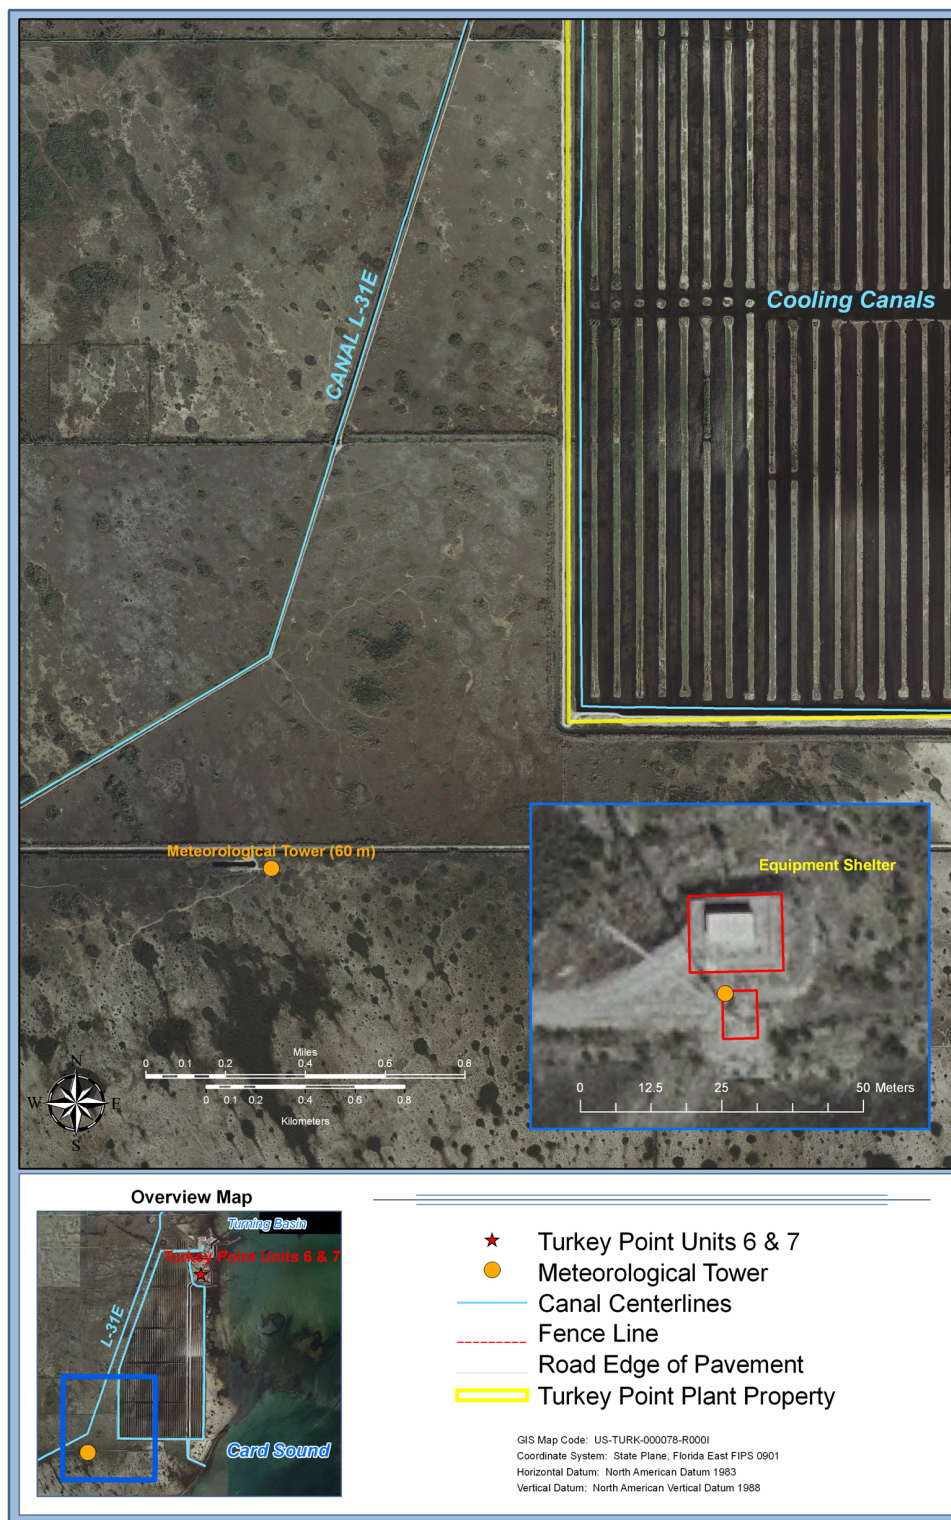 CANAL L-31E
Cooling Canals
Meteorological Tower (60 m)
Equipment Shelter
0 12.5 25 50 Meters
N
W E
S
Miles
0 0.1 0.2 0.4 0.6 0.8
0 0.1 0.2 0.4 0.6 0.8
Kilometers
Overview Map
Turning Basin
Turkey Point Units 6 & 7
L-31E
Card Sound
Turkey Point Units 6 & 7
Meteorological Tower
Canal Centerlines
Fence Line
Road Edge of Pavement
Turkey Point Plant Property
GIS Map Code: US-TURK-000078-R000I
Coordinate System: State Plane, Florida East FIPS 0901
Horizontal Datum: North American Datum 1983
Vertical Datum: North American Vertical Datum 1988